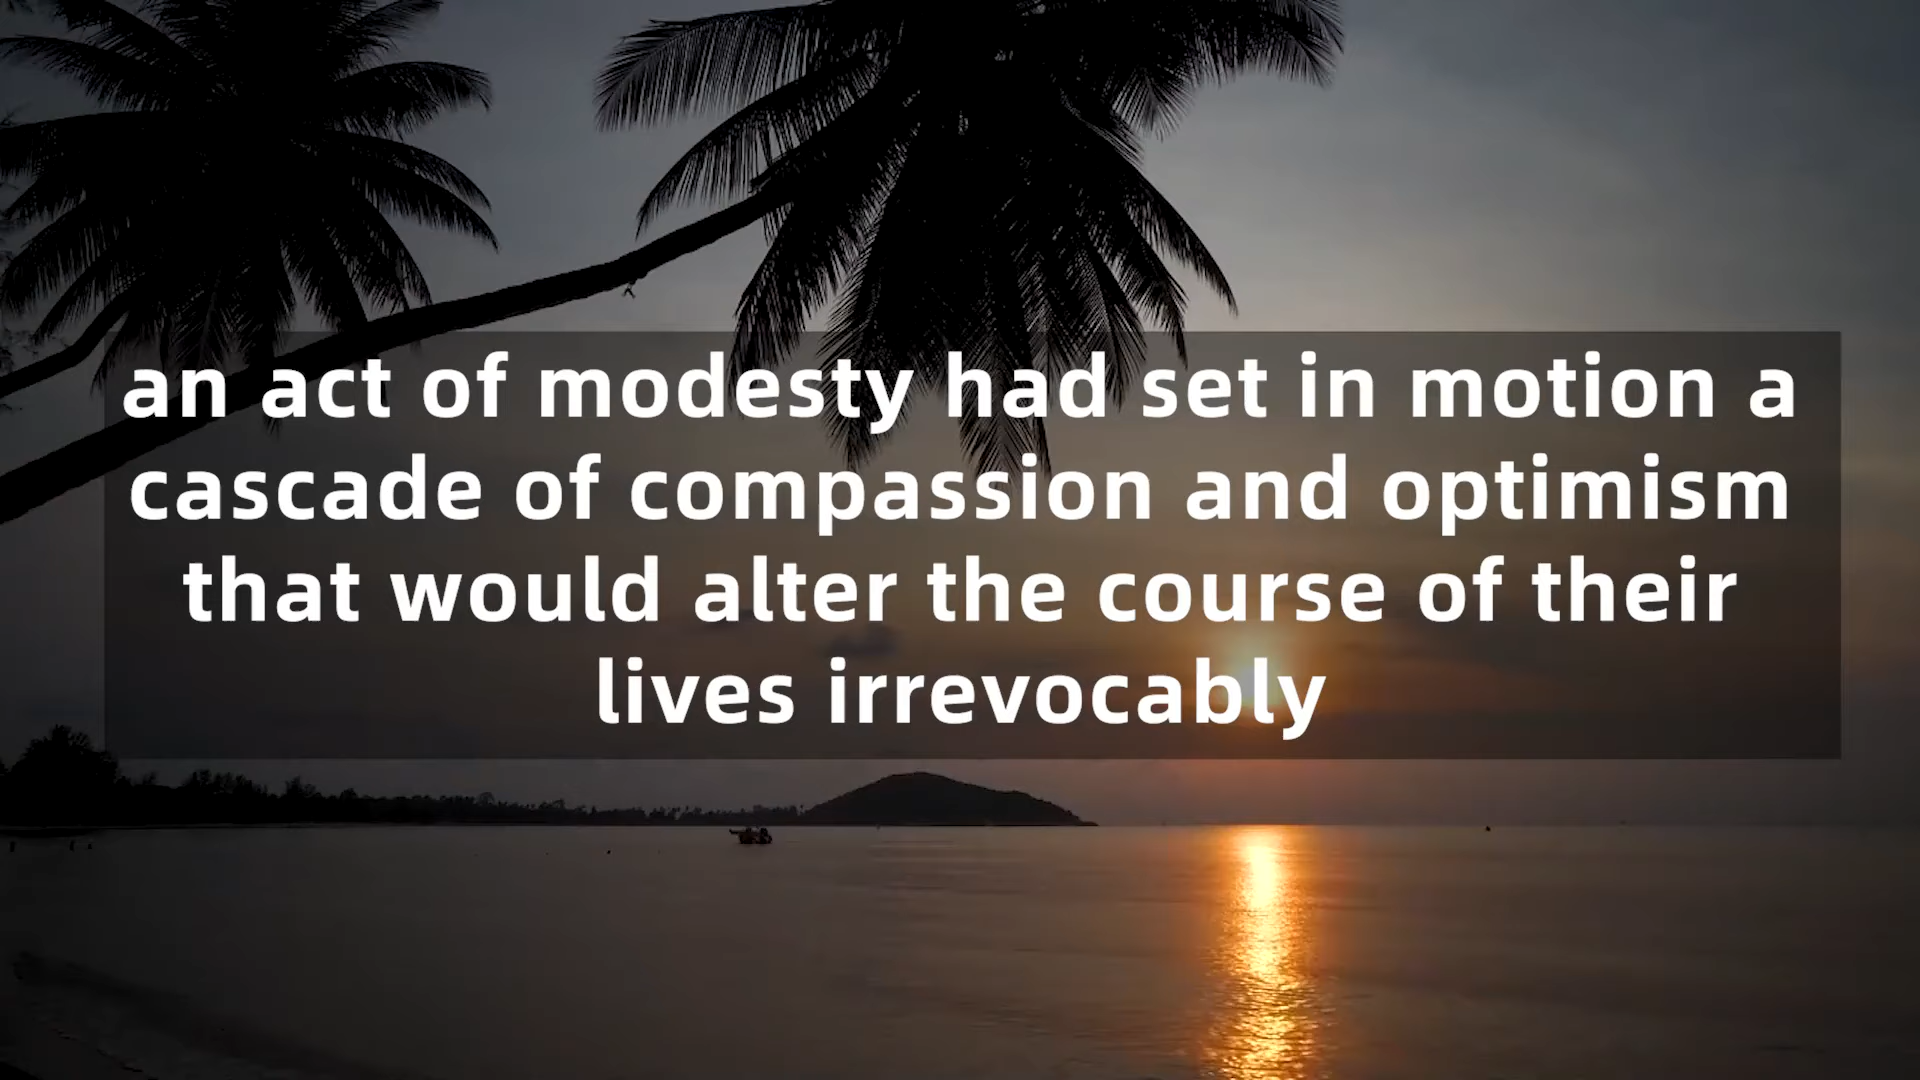 an act of modesty had set in motion a
cascade of compassion and optimism
that would alter the course of their
lives irrevocably